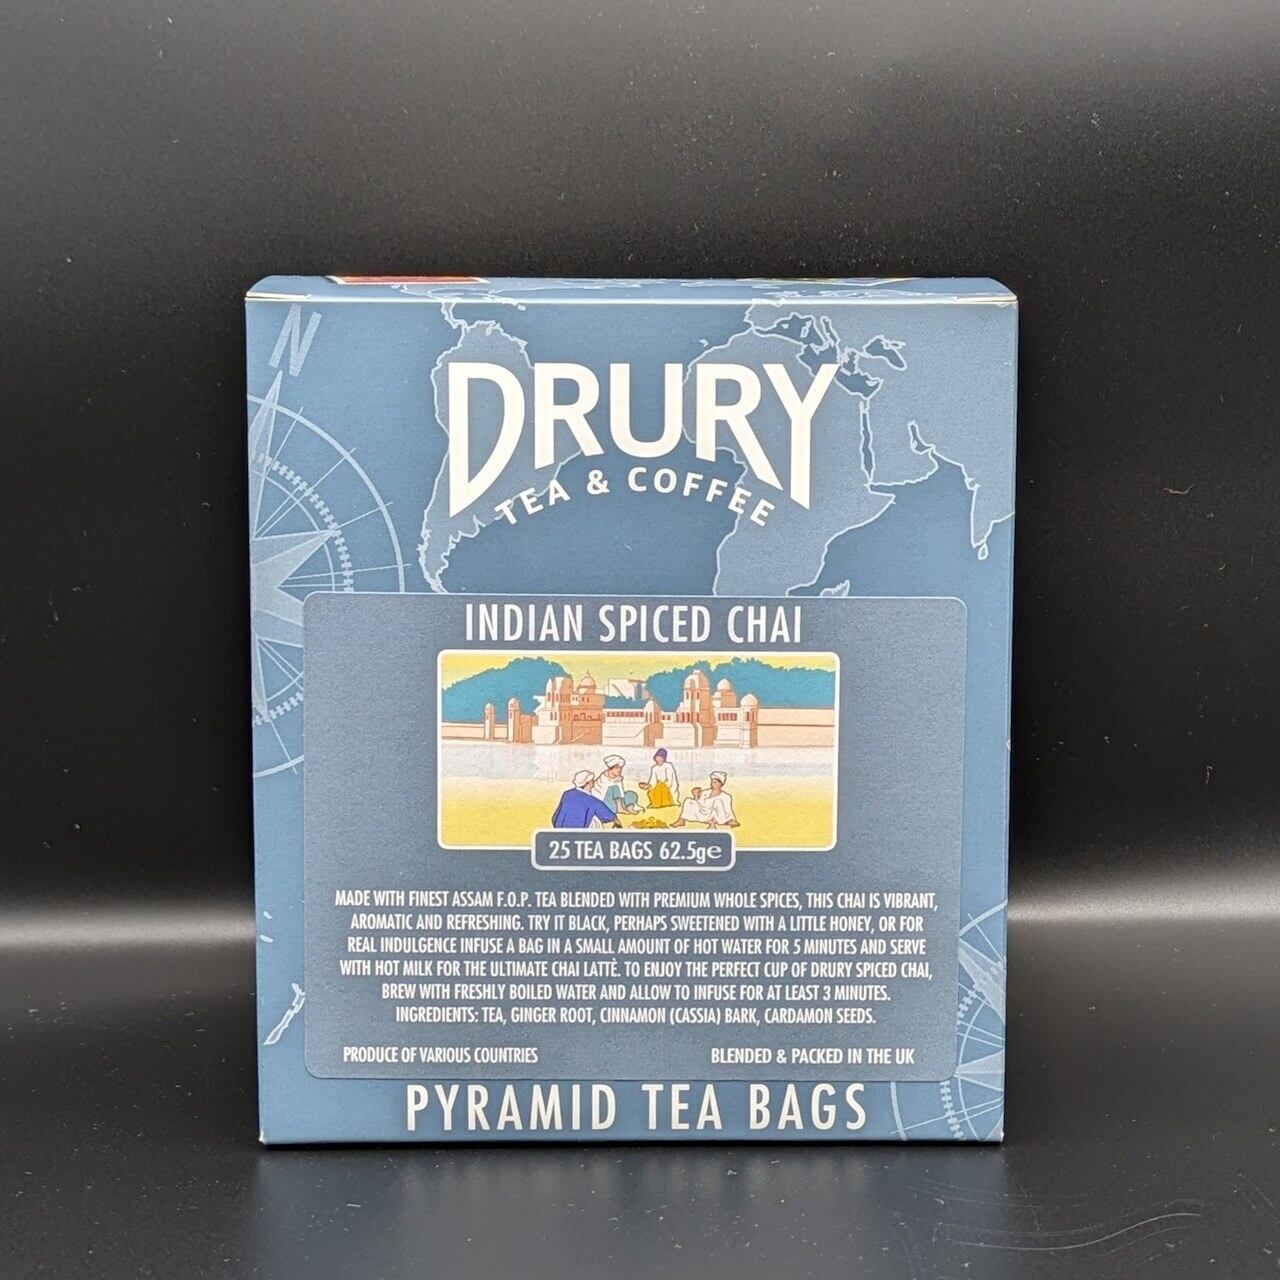 N
DRURY
TEA & COFFEE
INDIAN SPICED CHAI
25 TEA BAGS 62.5g℮
MADE WITH FINEST ASSAM F.O.P. TEA BLENDED WITH PREMIUM WHOLE SPICES, THIS CHAI IS VIBRANT,
AROMATIC AND REFRESHING. TRY IT BLACK, PERHAPS SWEETENED WITH A LITTLE HONEY, OR FOR
REAL INDULGENCE INFUSE A BAG IN A SMALL AMOUNT OF HOT WATER FOR 5 MINUTES AND SERVE
WITH HOT MILK FOR THE ULTIMATE CHAI LATTÈ. TO ENJOY THE PERFECT CUP OF DRURY SPICED CHAI,
BREW WITH FRESHLY BOILED WATER AND ALLOW TO INFUSE FOR AT LEAST 3 MINUTES.
INGREDIENTS: TEA, GINGER ROOT, CINNAMON (CASSIA) BARK, CARDAMON SEEDS.
PRODUCE OF VARIOUS COUNTRIES
BLENDED & PACKED IN THE UK
PYRAMID TEA BAGS